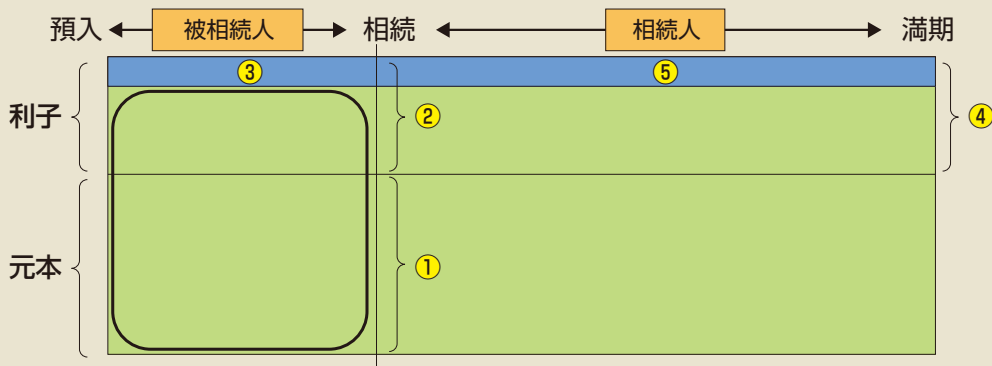 預入 被相続人 相続 相続人 満期
③ ⑤
利子 ② ④
元本 ①